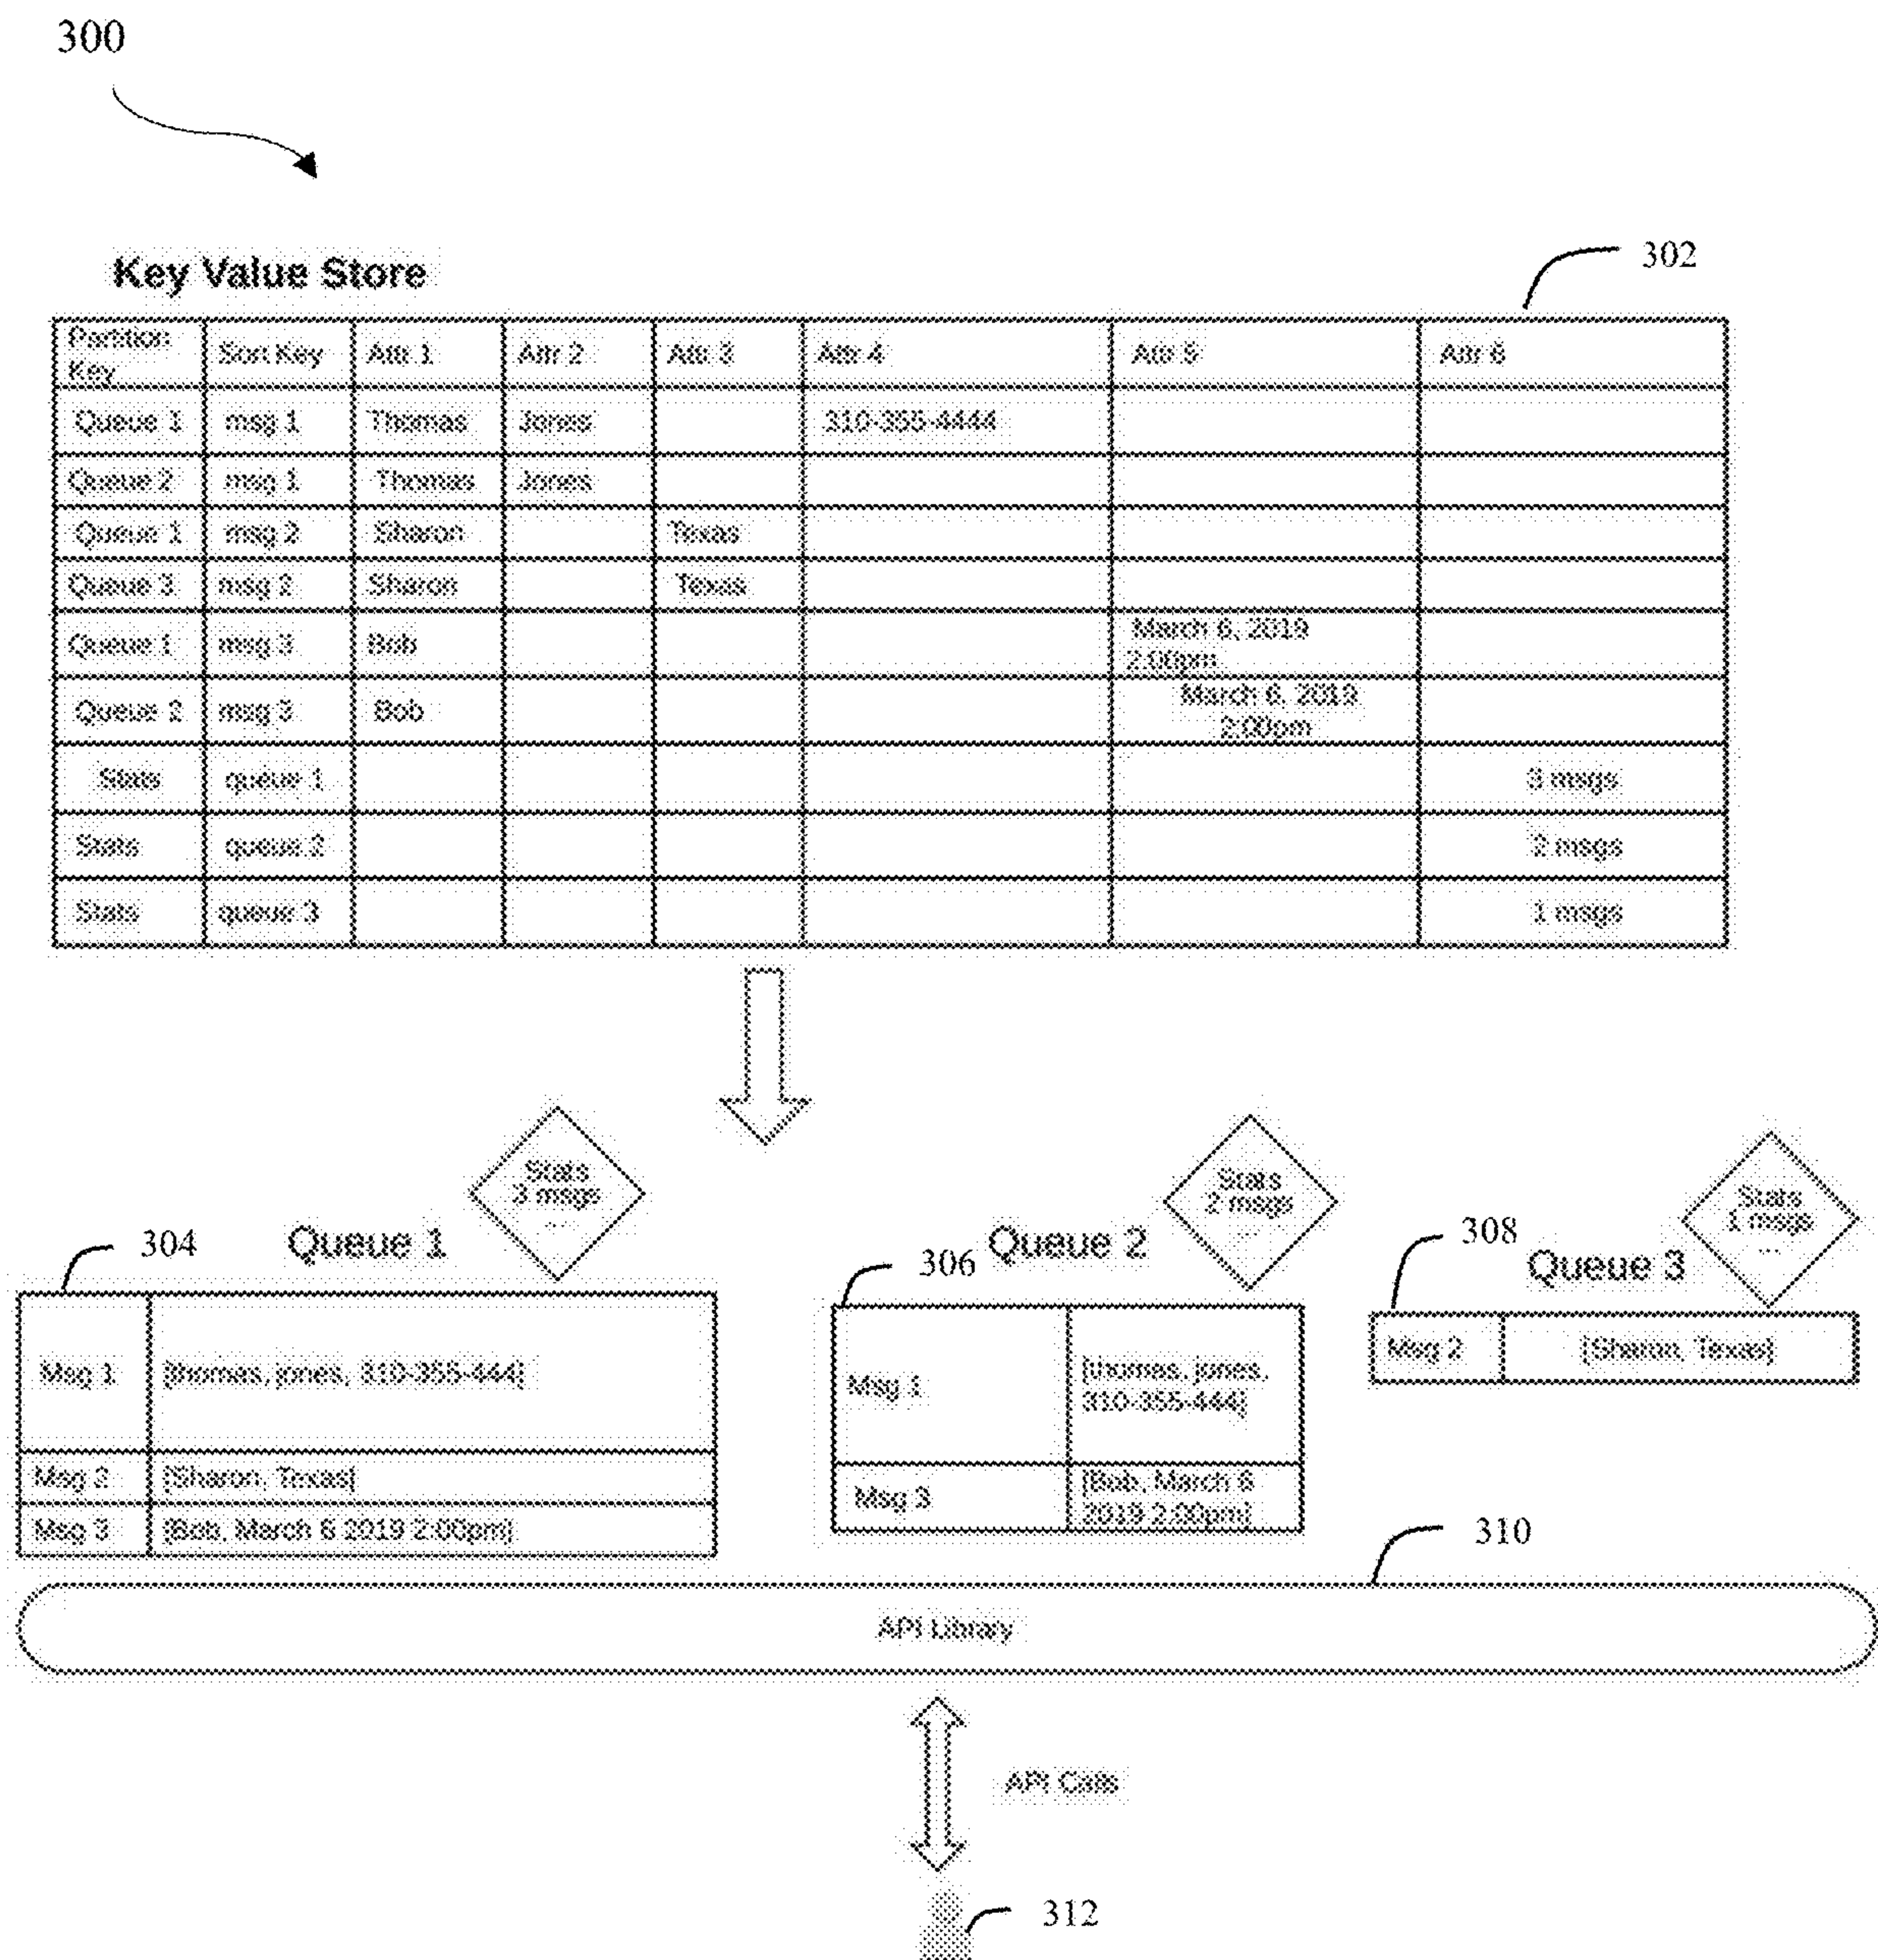 300
Key Value Store
302
Partition Key Sort Key Attr 1 Attr 2 Attr 3 Attr 4 Attr 5 Attr 6
Queue 1 msg 1 Thomas Jones 310-355-4444
Queue 2 msg 1 Thomas Jones
Queue 1 msg 2 Sharon Texas
Queue 3 msg 2 Sharon Texas
Queue 1 msg 3 Bob March 6, 2019 2:00pm
Queue 2 msg 3 Bob March 6, 2019 2:00pm
Stats queue 1 3 msgs
Stats queue 2 2 msgs
Stats queue 3 1 msgs
304
Queue 1
Stats
3 msgs
...
Msg 1 [thomas, jones, 310-355-444]
Msg 2 [Sharon, Texas]
Msg 3 [Bob, March 6 2019 2:00pm]
306
Queue 2
Stats
2 msgs
...
Msg 1 [thomas, jones,
310-355-444]
Msg 3 [Bob, March 6
2019 2:00pm]
308
Queue 3
Stats
1 msgs
...
Msg 2 [Sharon, Texas]
310
API Library
API Calls
312